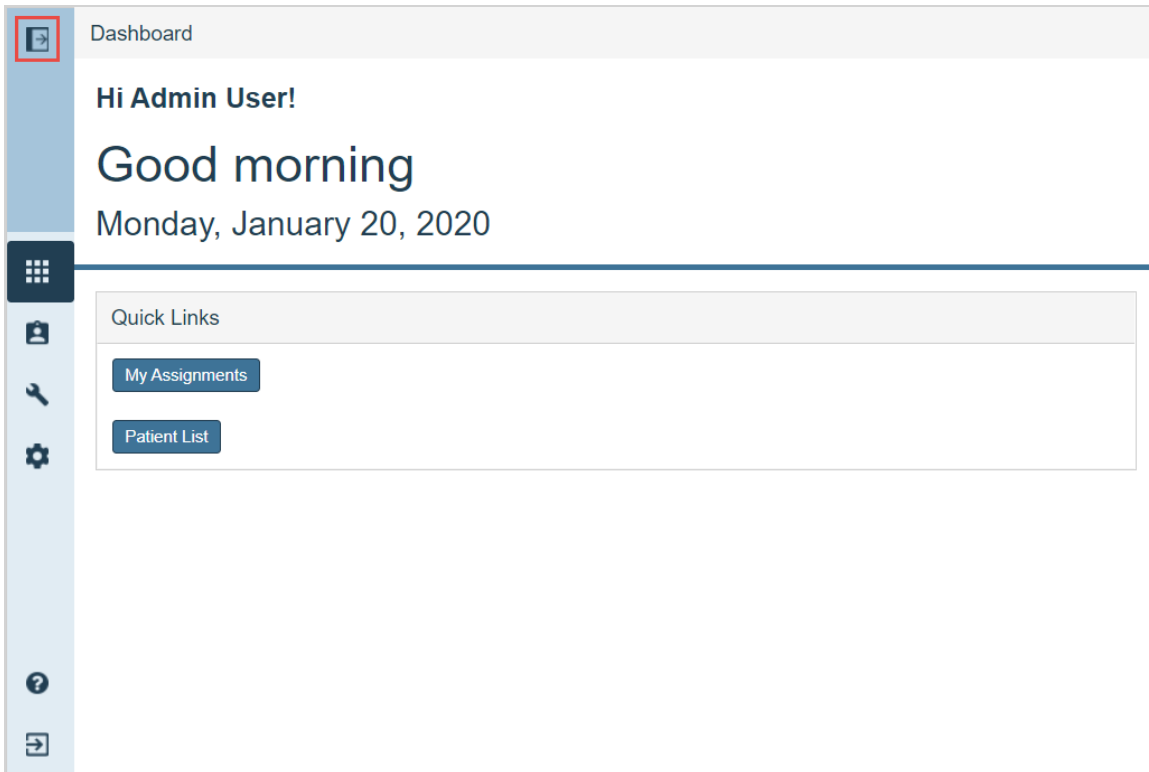 Dashboard
Hi Admin User!
Good morning
Monday, January 20, 2020
Quick Links
My Assignments
Patient List